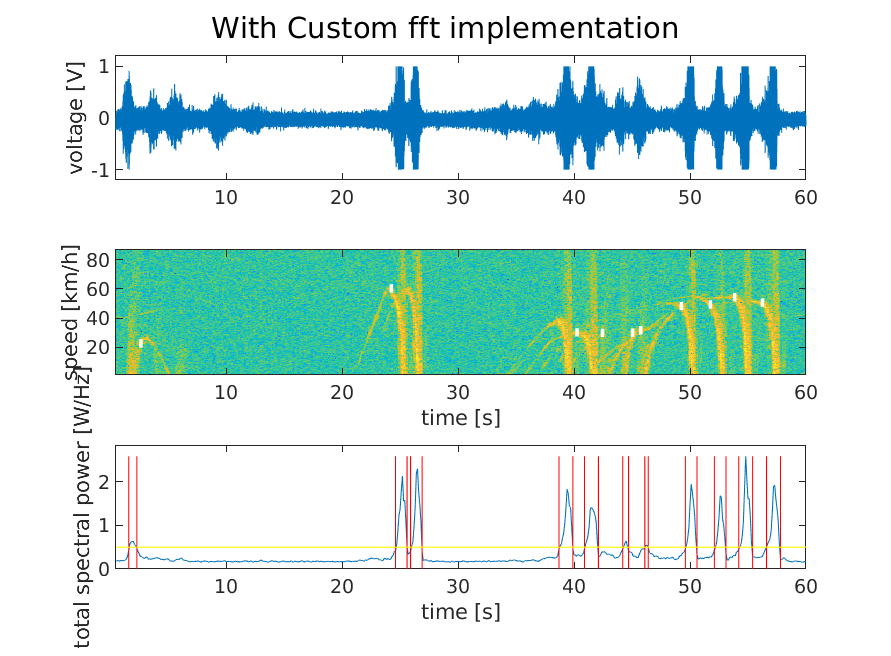 With Custom fft implementation
voltage [V]
1
0
-1
10 20 30 40 50 60
speed [km/h]
80
60
40
20
10 20 30 40 50 60
time [s]
total spectral power [W/Hz]
2
1
0
10 20 30 40 50 60
time [s]